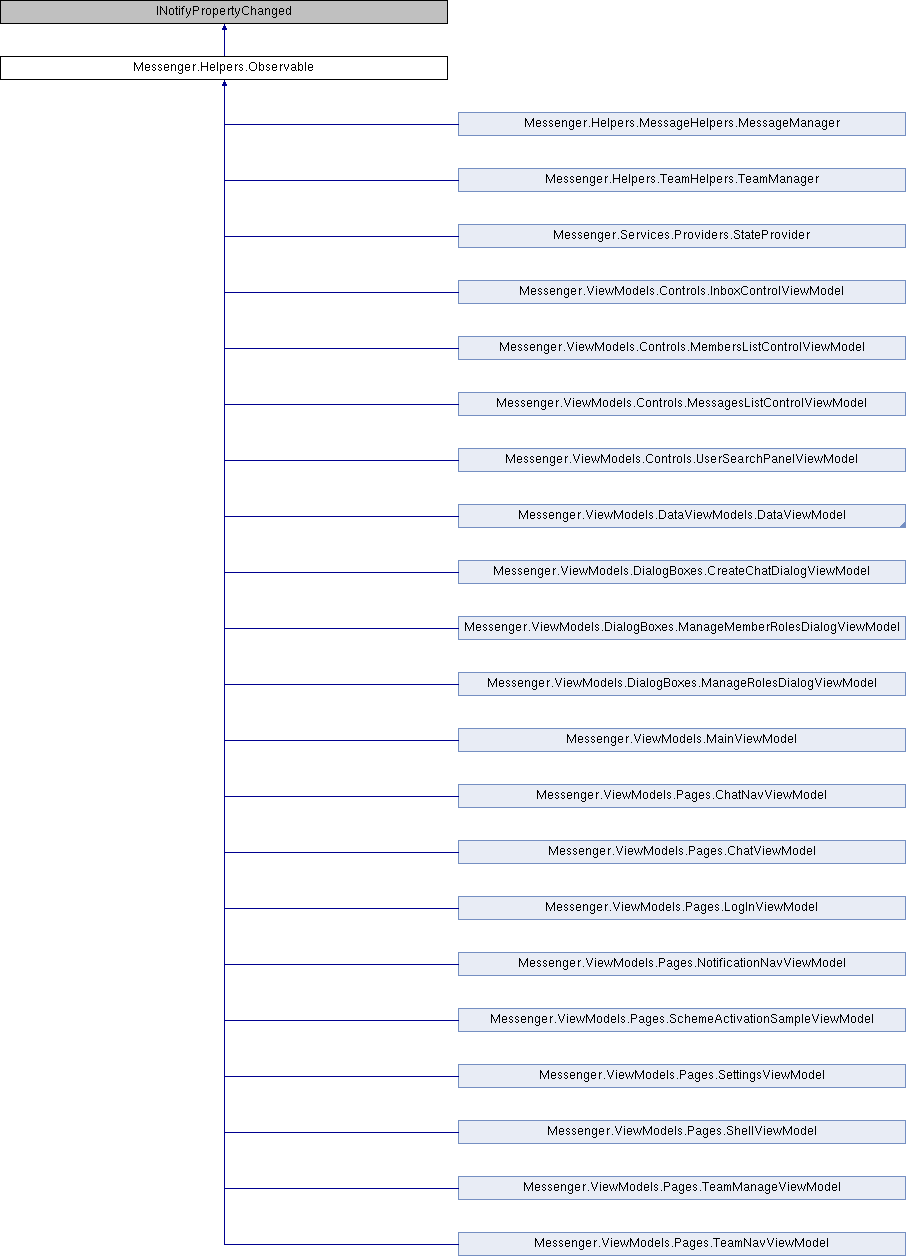 INotifyPropertyChanged
Messenger.Helpers.Observable
Messenger.Helpers.MessageHelpers.MessageManager
Messenger.Helpers.TeamHelpers.TeamManager
Messenger.Services.Providers.StateProvider
Messenger.ViewModels.Controls.InboxControlViewModel
Messenger.ViewModels.Controls.MembersListControlViewModel
Messenger.ViewModels.Controls.MessagesListControlViewModel
Messenger.ViewModels.Controls.UserSearchPanelViewModel
Messenger.ViewModels.DataViewModels.DataViewModel
Messenger.ViewModels.DialogBoxes.CreateChatDialogViewModel
Messenger.ViewModels.DialogBoxes.ManageMemberRolesDialogViewModel
Messenger.ViewModels.DialogBoxes.ManageRolesDialogViewModel
Messenger.ViewModels.MainViewModel
Messenger.ViewModels.Pages.ChatNavViewModel
Messenger.ViewModels.Pages.ChatViewModel
Messenger.ViewModels.Pages.LogInViewModel
Messenger.ViewModels.Pages.NotificationNavViewModel
Messenger.ViewModels.Pages.SchemeActivationSampleViewModel
Messenger.ViewModels.Pages.SettingsViewModel
Messenger.ViewModels.Pages.ShellViewModel
Messenger.ViewModels.Pages.TeamManageViewModel
Messenger.ViewModels.Pages.TeamNavViewModel